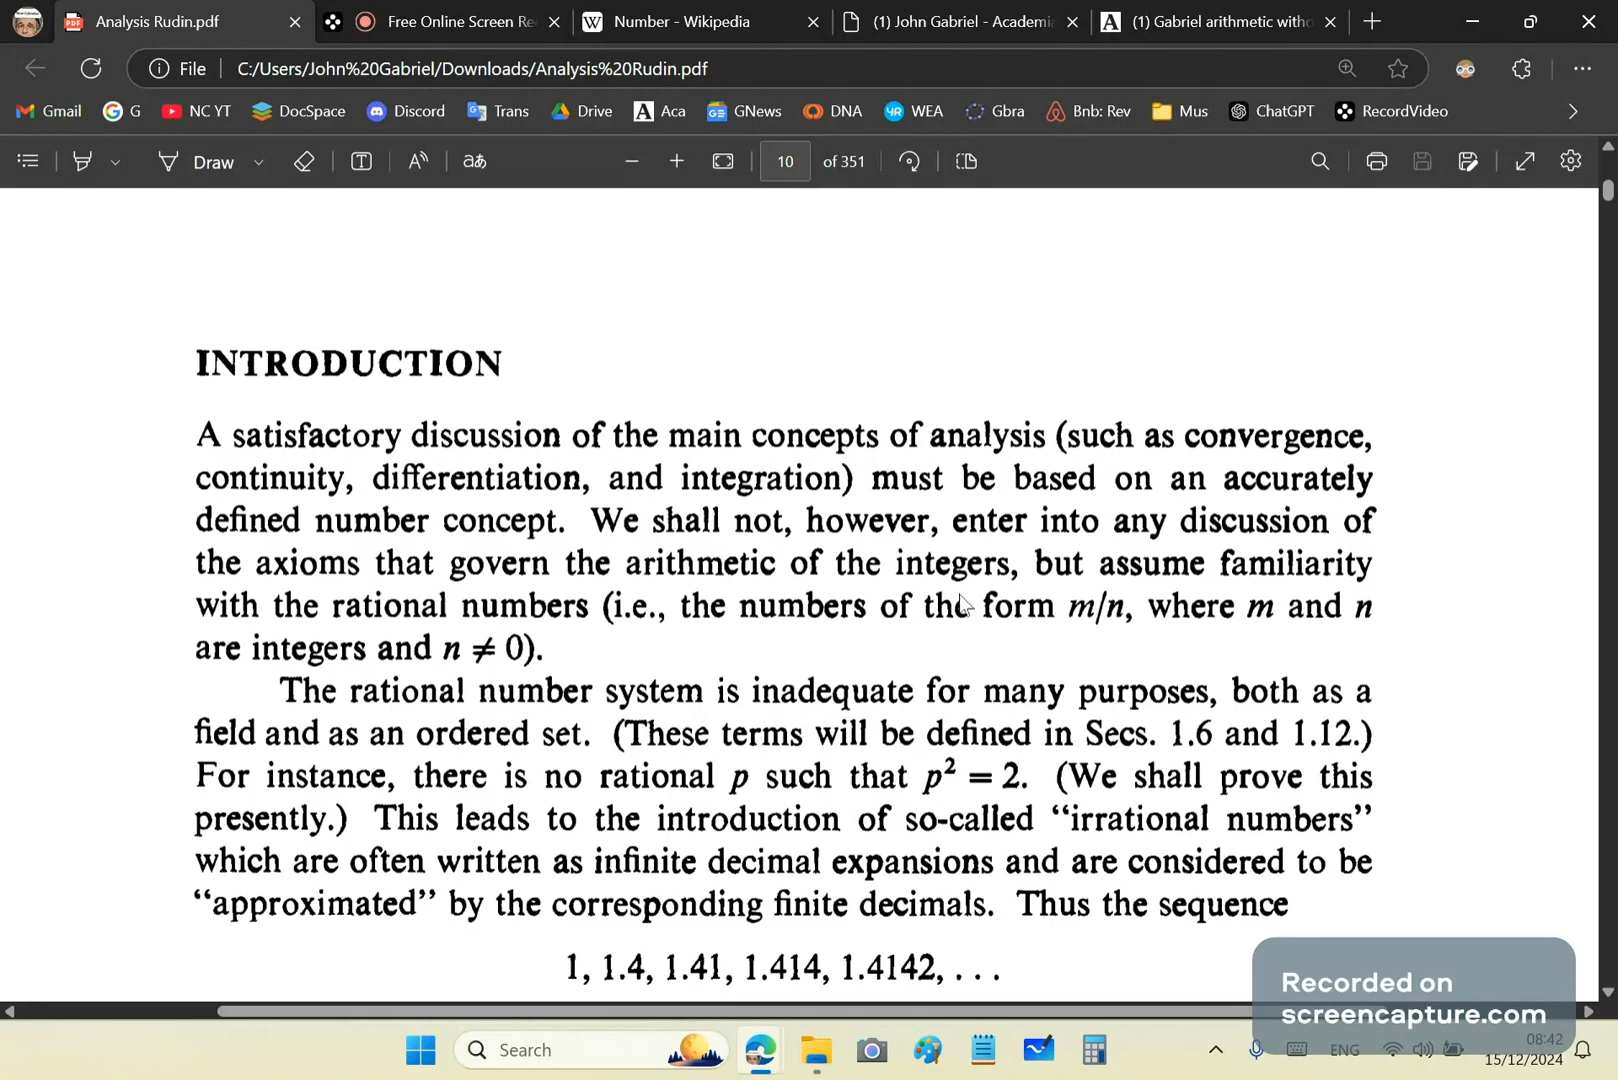 Analysis Rudin.pdf
Free Online Screen Re
Number - Wikipedia
(1) John Gabriel - Academia
(1) Gabriel arithmetic witho
File
C:/Users/John%20Gabriel/Downloads/Analysis%20Rudin.pdf
Gmail
G
NC YT
DocSpace
Discord
Trans
Drive
Aca
GNews
DNA
WEA
Gbra
Bnb: Rev
Mus
ChatGPT
RecordVideo
Draw
10 of 351
INTRODUCTION
A satisfactory discussion of the main concepts of analysis (such as convergence,
continuity, differentiation, and integration) must be based on an accurately
defined number concept. We shall not, however, enter into any discussion of
the axioms that govern the arithmetic of the integers, but assume familiarity
with the rational numbers (i.e., the numbers of the form m/n, where m and n
are integers and n ≠ 0).
The rational number system is inadequate for many purposes, both as a
field and as an ordered set. (These terms will be defined in Secs. 1.6 and 1.12.)
For instance, there is no rational p such that p² = 2. (We shall prove this
presently.) This leads to the introduction of so-called “irrational numbers”
which are often written as infinite decimal expansions and are considered to be
“approximated” by the corresponding finite decimals. Thus the sequence
1, 1.4, 1.41, 1.414, 1.4142, . . .
Recorded on
screencapture.com
Search
ENG
08:42
15/12/2024